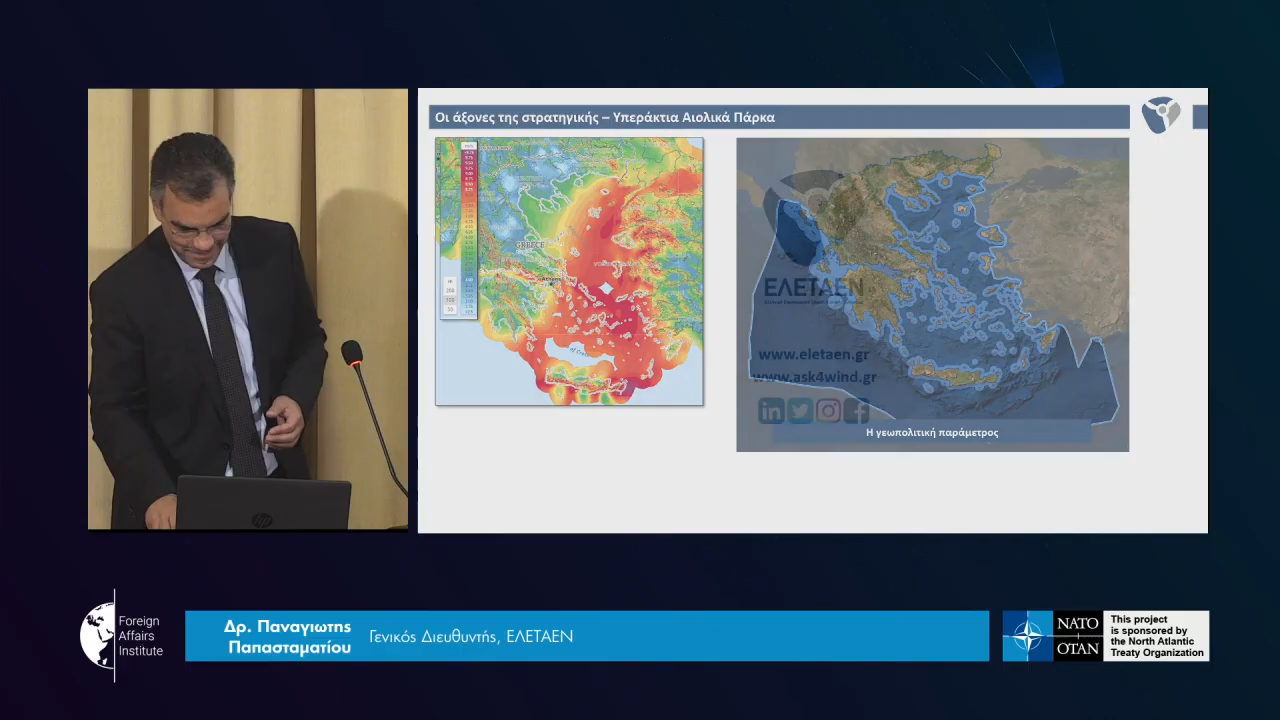 Οι άξονες της στρατηγικής – Υπεράκτια Αιολικά Πάρκα
GREECE
Athens
ΕΛΕΤΑΕΝ
www.eletaen.gr
www.ask4wind.gr
Η γεωπολιτική παράμετρος
hp
Foreign
Affairs
Institute
Δρ. Παναγιωτης
Παπασταματίου
Γενικός Διευθυντής, ΕΛΕΤΑΕΝ
NATO
OTAN
This project
is sponsored by
the North Atlantic
Treaty Organization